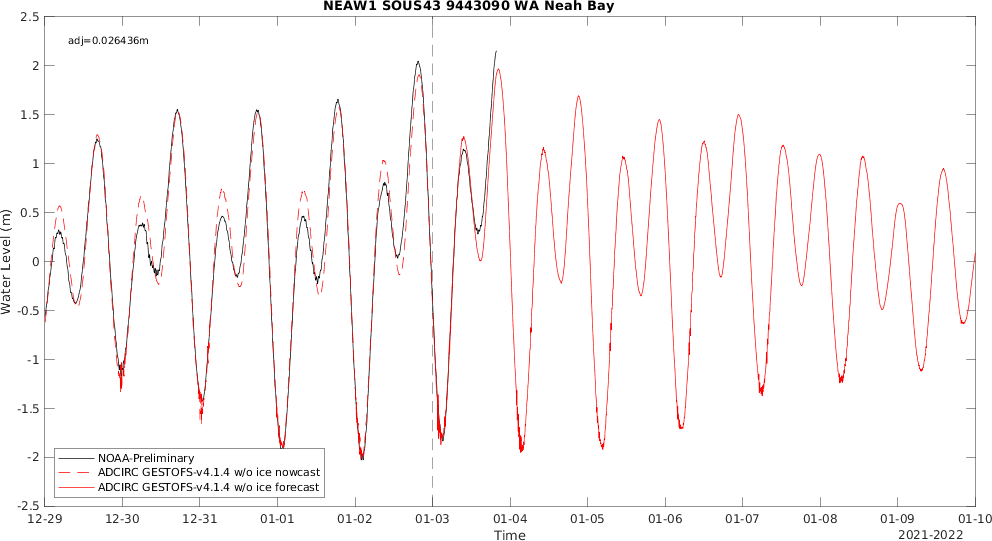 NEAW1 SOUS43 9443090 WA Neah Bay
adj=0.026436m
2.5
2
1.5
1
0.5
0
-0.5
-1
-1.5
-2
-2.5
Water Level (m)
NOAA-Preliminary
ADCIRC GESTOFS-v4.1.4 w/o ice nowcast
ADCIRC GESTOFS-v4.1.4 w/o ice forecast
12-29 12-30 12-31 01-01 01-02 01-03 01-04 01-05 01-06 01-07 01-08 01-09 01-10
Time
2021-2022